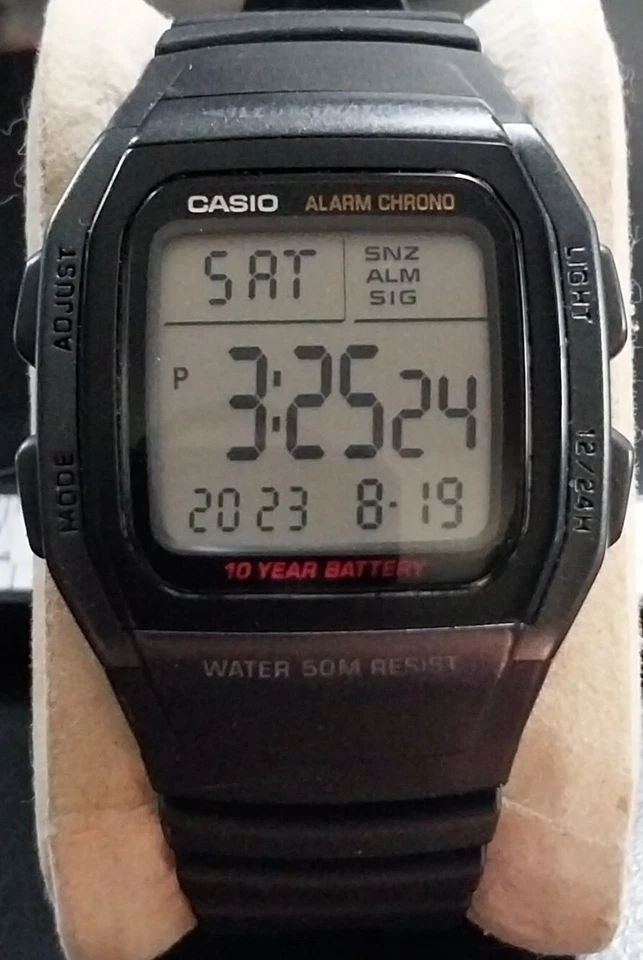 CASIO ALARM CHRONO
SAT
SNZ
ALM
SIG
ADJUST
LIGHT
P 3:25 24
MODE
12/24H
2023 8-19
10 YEAR BATTERY
WATER 50M RESIST